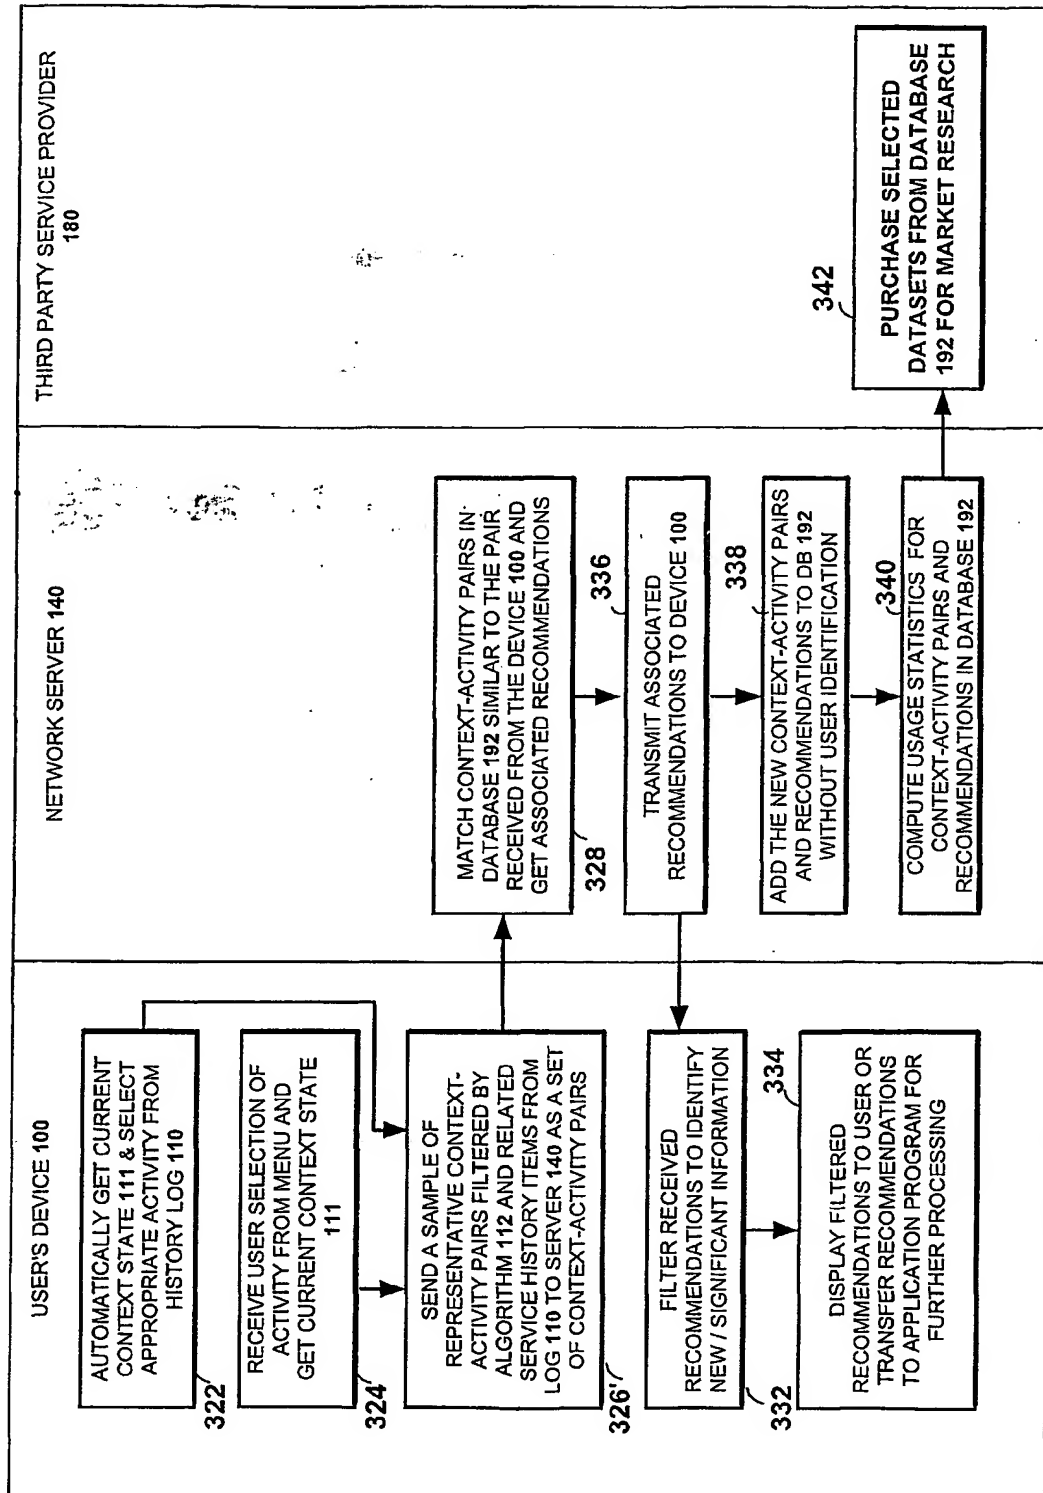 USER'S DEVICE 100
AUTOMATICALLY GET CURRENT
CONTEXT STATE 111 & SELECT
APPROPRIATE ACTIVITY FROM
HISTORY LOG 110
322
RECEIVE USER SELECTION OF
ACTIVITY FROM MENU AND
GET CURRENT CONTEXT STATE
111
324
SEND A SAMPLE OF
REPRESENTATIVE CONTEXT-
ACTIVITY PAIRS FILTERED BY
ALGORITHM 112 AND RELATED
SERVICE HISTORY ITEMS FROM
LOG 110 TO SERVER 140 AS A SET
OF CONTEXT-ACTIVITY PAIRS
326'
FILTER RECEIVED
RECOMMENDATIONS TO IDENTIFY
NEW / SIGNIFICANT INFORMATION
332
334
DISPLAY FILTERED
RECOMMENDATIONS TO USER OR
TRANSFER RECOMMENDATIONS
TO APPLICATION PROGRAM FOR
FURTHER PROCESSING
NETWORK SERVER 140
MATCH CONTEXT-ACTIVITY PAIRS IN
DATABASE 192 SIMILAR TO THE PAIR
RECEIVED FROM THE DEVICE 100 AND
GET ASSOCIATED RECOMMENDATIONS
328
336
TRANSMIT ASSOCIATED
RECOMMENDATIONS TO DEVICE 100
338
ADD THE NEW CONTEXT-ACTIVITY PAIRS
AND RECOMMENDATIONS TO DB 192
WITHOUT USER IDENTIFICATION
340
COMPUTE USAGE STATISTICS FOR
CONTEXT-ACTIVITY PAIRS AND
RECOMMENDATIONS IN DATABASE 192
THIRD PARTY SERVICE PROVIDER
180
342
PURCHASE SELECTED
DATASETS FROM DATABASE
192 FOR MARKET RESEARCH